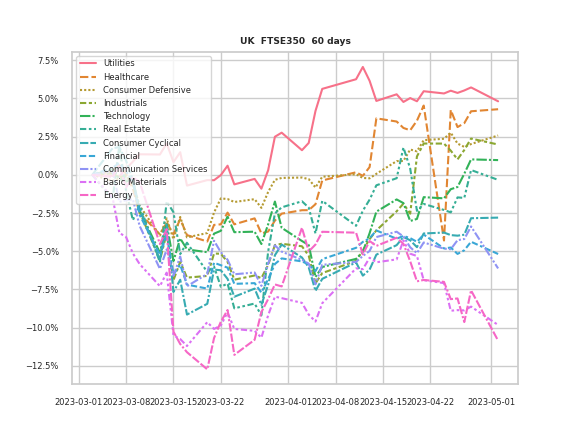 UK FTSE350 60 days
7.5%
5.0%
2.5%
0.0%
−2.5%
−5.0%
−7.5%
−10.0%
−12.5%
Utilities
Healthcare
Consumer Defensive
Industrials
Technology
Real Estate
Consumer Cyclical
Financial
Communication Services
Basic Materials
Energy
2023-03-01 2023-03-08 2023-03-15 2023-03-22 2023-04-01 2023-04-08 2023-04-15 2023-04-22 2023-05-01